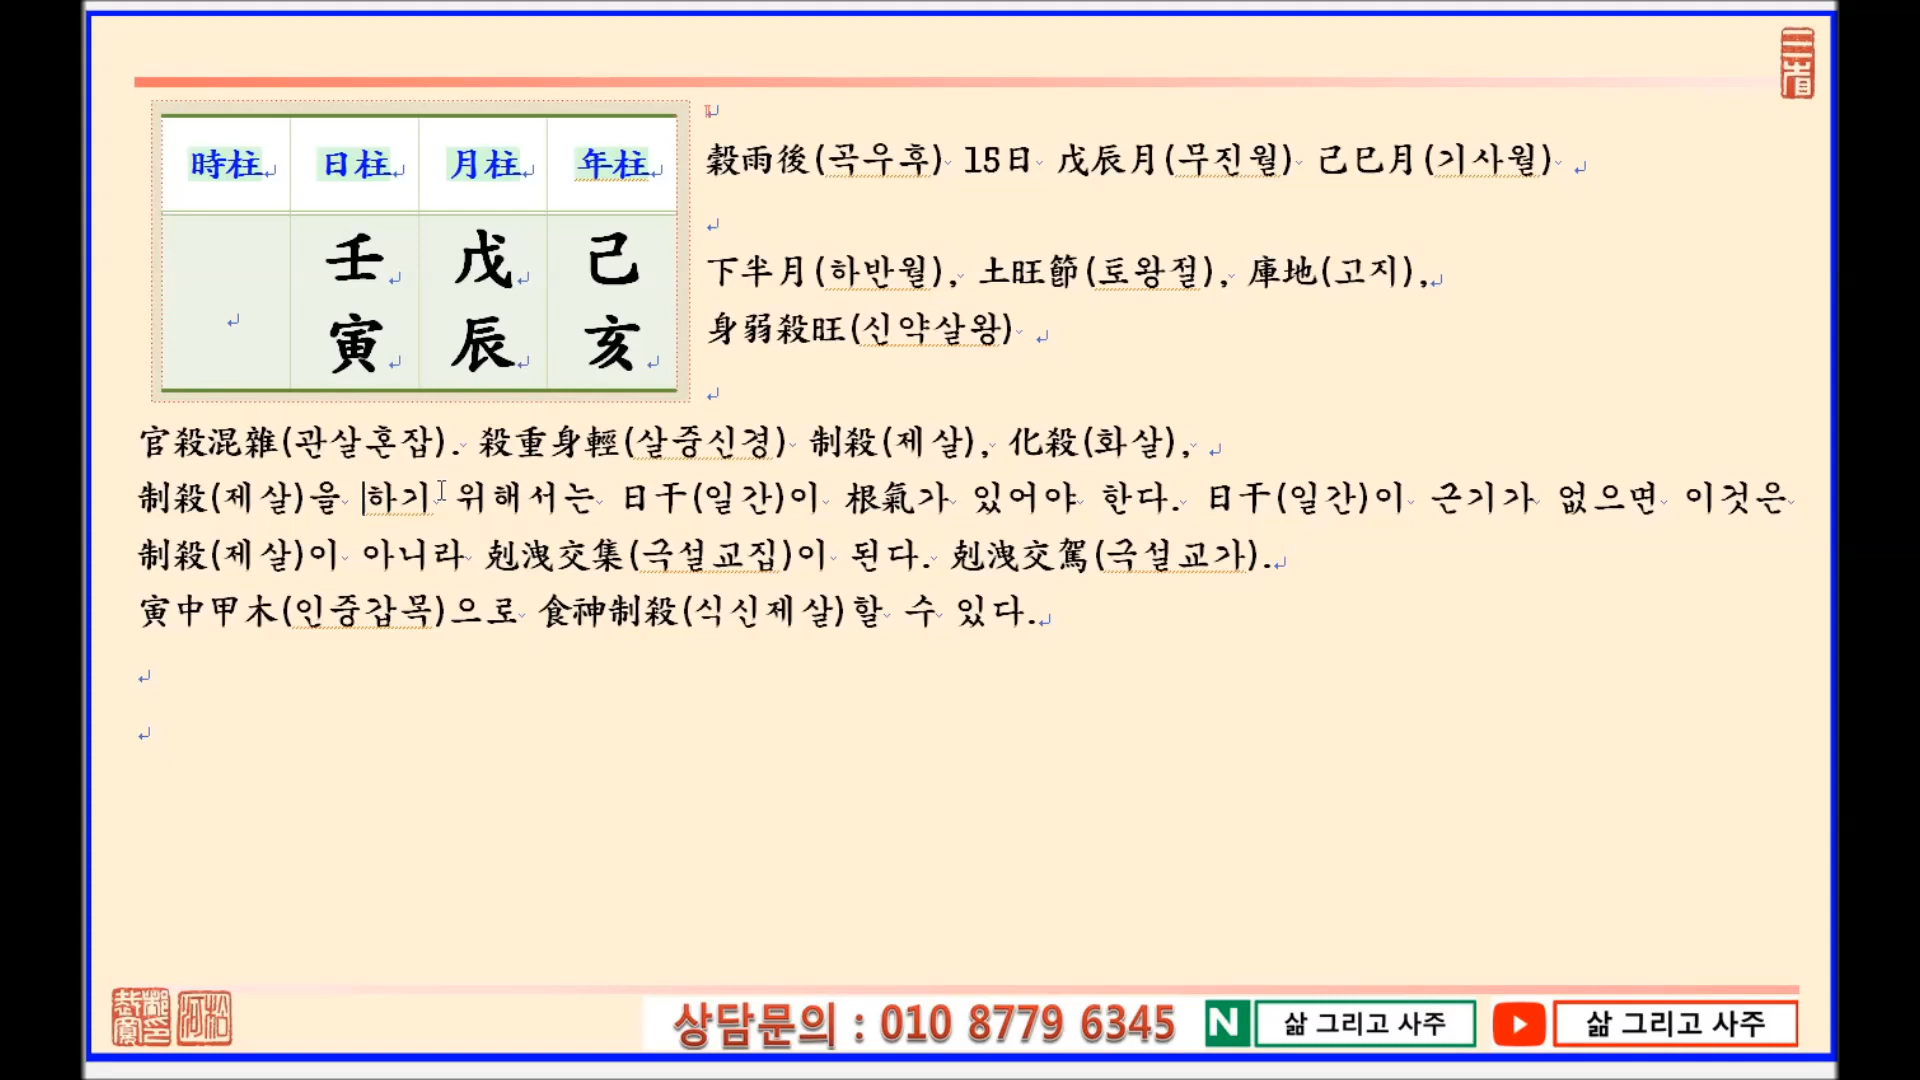 時柱 日柱 月柱 年柱
壬 戊 己
寅 辰 亥
穀雨後(곡우후) 15日 戊辰月(무진월) 己巳月(기사월)
下半月(하반월), 土旺節(토왕절), 庫地(고지),
身弱殺旺(신약살왕)
官殺混雜(관살혼잡). 殺重身輕(살중신경) 制殺(제살), 化殺(화살),
制殺(제살)을 하기 위해서는 日干(일간)이 根氣가 있어야 한다. 日干(일간)이 근기가 없으면 이것은
制殺(제살)이 아니라 剋洩交集(극설교집)이 된다. 剋洩交駕(극설교가).
寅中甲木(인중갑목)으로 食神制殺(식신제살)할 수 있다.
상담문의 : 010 8779 6345 N 삶 그리고 사주 삶 그리고 사주